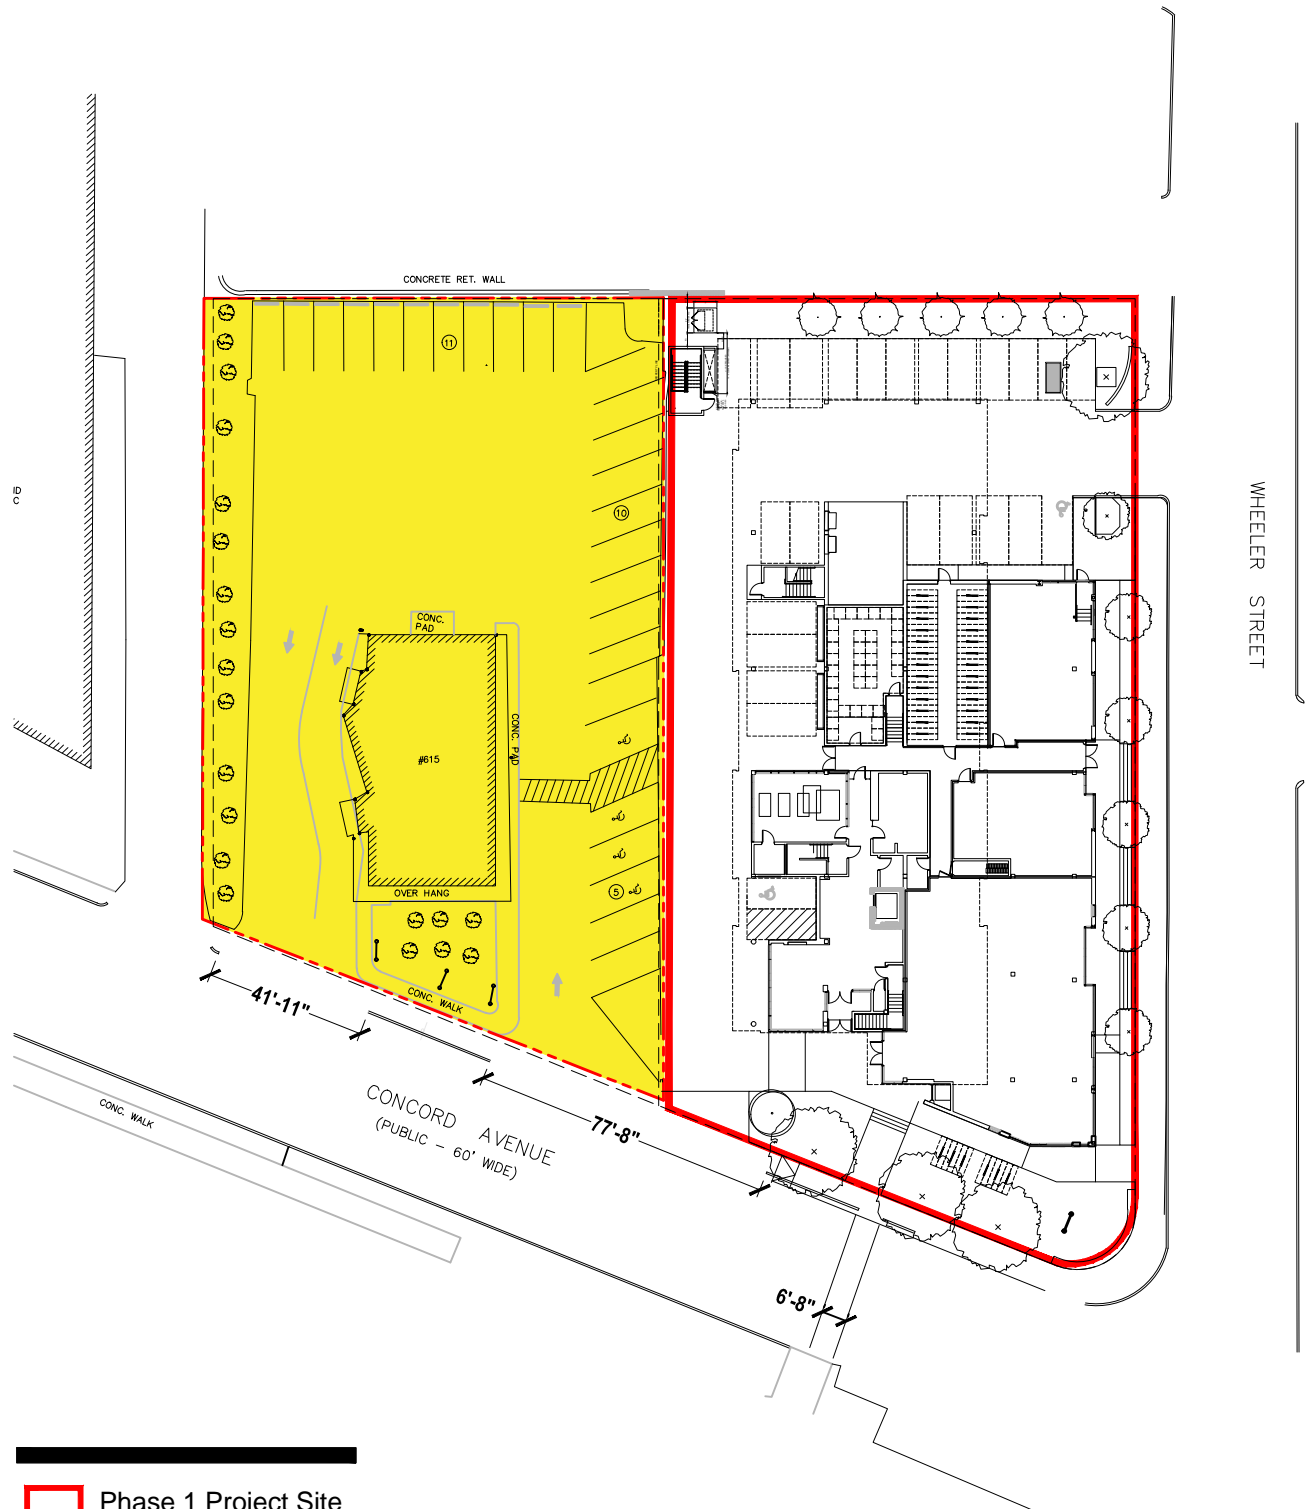 CONCRETE RET. WALL
11
10
ID
C
WHEELER STREET
CONC.
PAD
CONC. PAD
#615
OVER HANG
5
CONC. WALK
41'-11"
CONCORD AVENUE
(PUBLIC – 60' WIDE)
77'-8"
CONC. WALK
6'-8"
Phase 1 Project Site